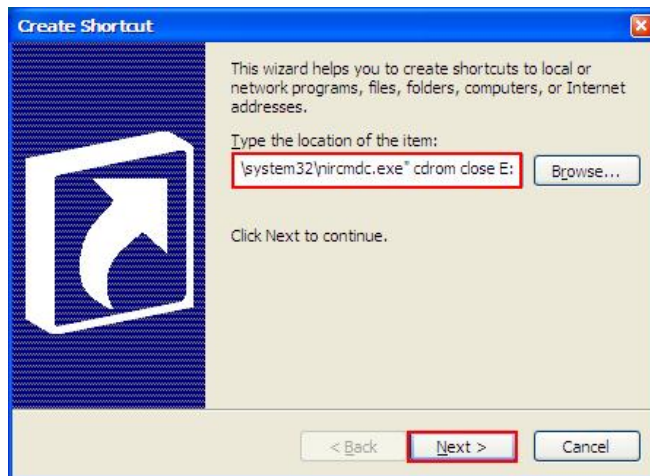 Create Shortcut
This wizard helps you to create shortcuts to local or
network programs, files, folders, computers, or Internet
addresses.
Type the location of the item:
\system32\nircmdc.exe" cdrom close E:
Browse...
Click Next to continue.
< Back
Next >
Cancel